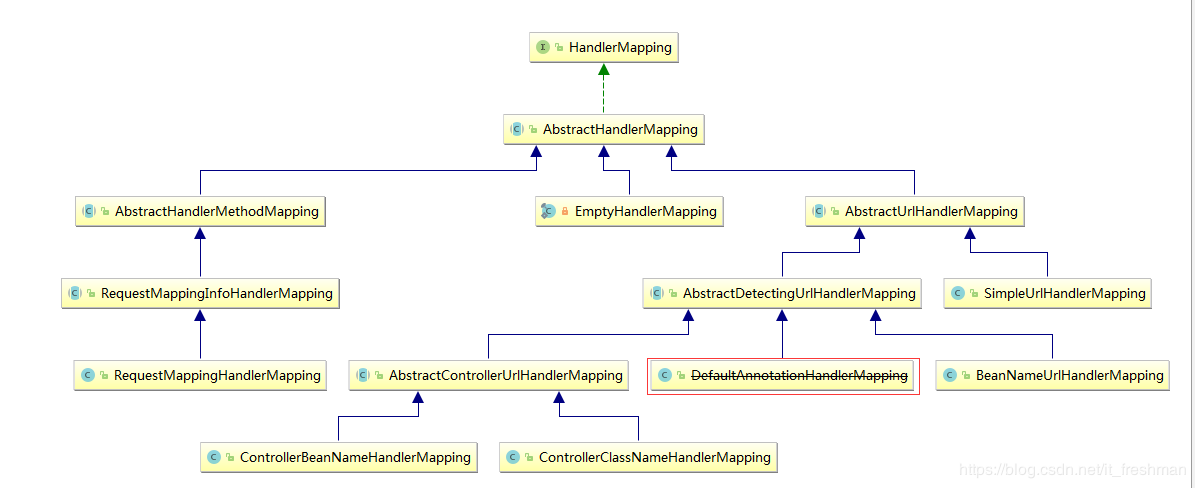 HandlerMapping
AbstractHandlerMapping
AbstractHandlerMethodMapping
EmptyHandlerMapping
AbstractUrlHandlerMapping
RequestMappingInfoHandlerMapping
AbstractDetectingUrlHandlerMapping
SimpleUrlHandlerMapping
RequestMappingHandlerMapping
AbstractControllerUrlHandlerMapping
DefaultAnnotationHandlerMapping
BeanNameUrlHandlerMapping
ControllerBeanNameHandlerMapping
ControllerClassNameHandlerMapping
https://blog.csdn.net/it_freshman